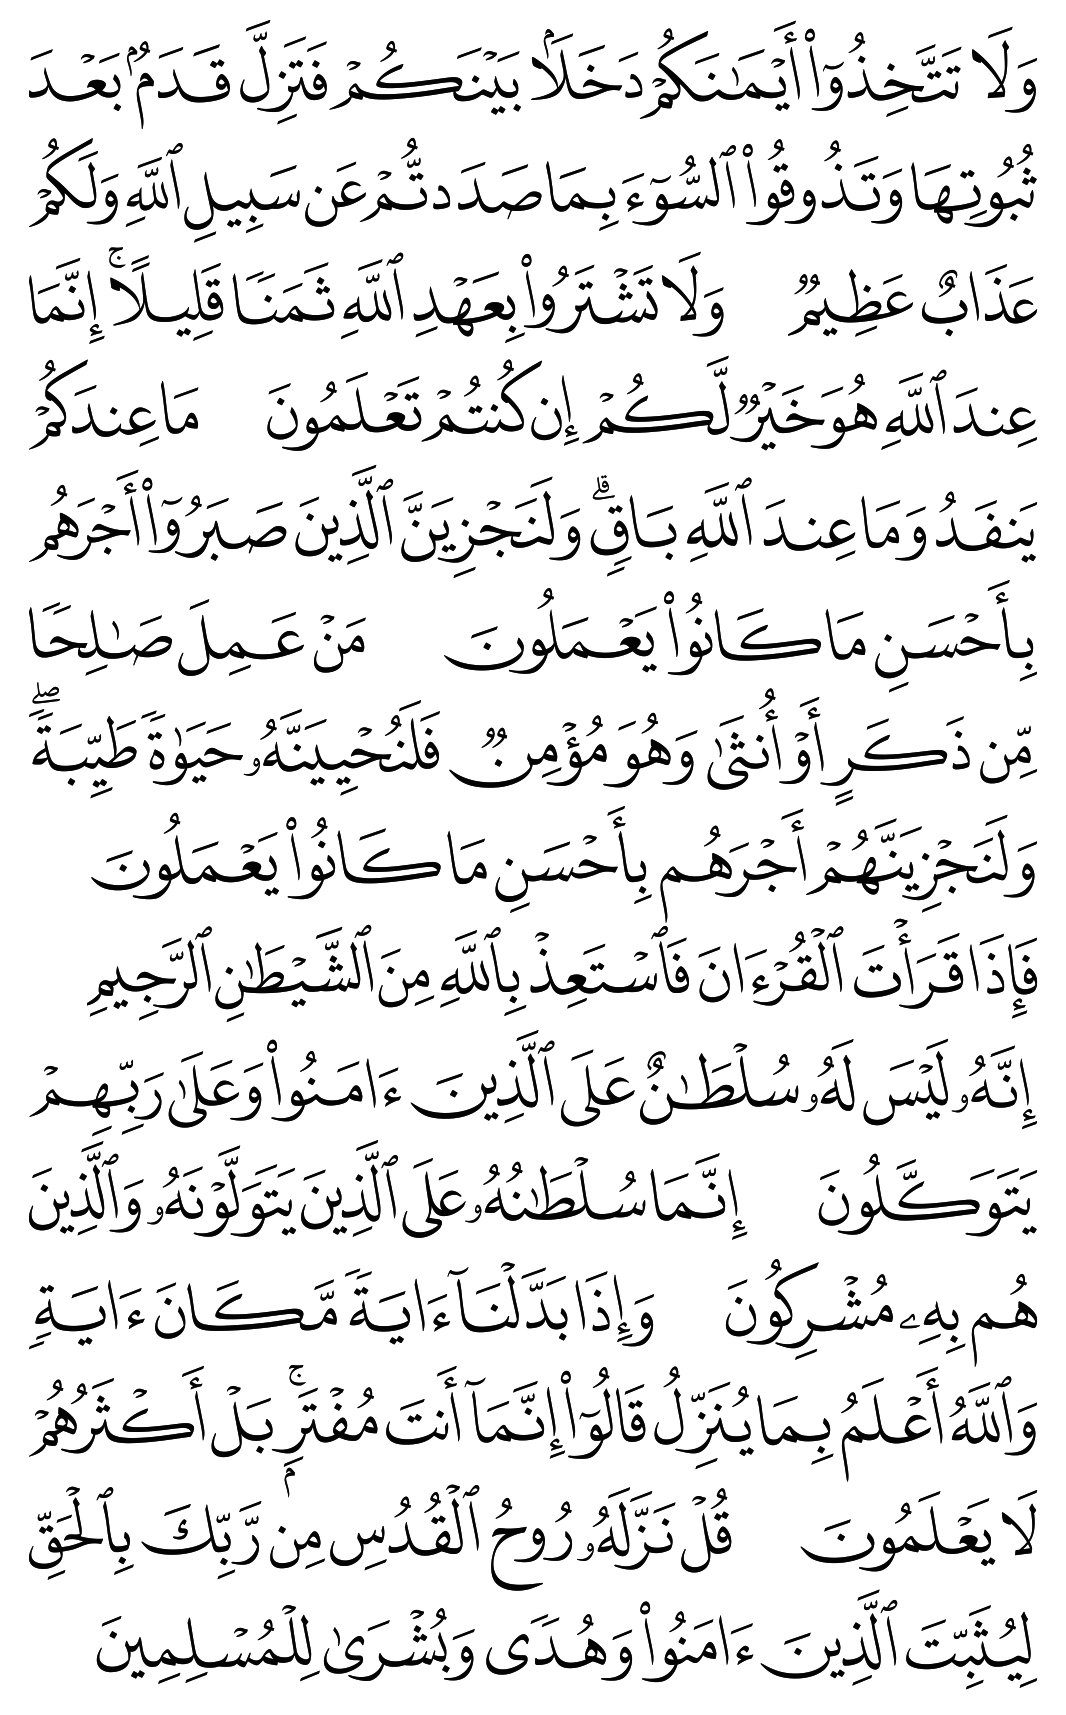 وَلَا تَتَّخِذُوٓا۟ أَيْمَـٰنَكُمْ دَخَلًۢا بَيْنَكُمْ فَتَزِلَّ قَدَمٌۢ بَعْدَ
ثُبُوتِهَا وَتَذُوقُوا۟ ٱلسُّوٓءَ بِمَا صَدَدتُّمْ عَن سَبِيلِ ٱللَّهِ وَلَكُمْ
عَذَابٌ عَظِيمٌ وَلَا تَشْتَرُوا۟ بِعَهْدِ ٱللَّهِ ثَمَنًا قَلِيلًا ۚ إِنَّمَا
عِندَ ٱللَّهِ هُوَ خَيْرٌ لَّكُمْ إِن كُنتُمْ تَعْلَمُونَ مَا عِندَكُمْ
يَنفَدُ وَمَا عِندَ ٱللَّهِ بَاقٍ ۗ وَلَنَجْزِيَنَّ ٱلَّذِينَ صَبَرُوٓا۟ أَجْرَهُم
بِأَحْسَنِ مَا كَانُوا۟ يَعْمَلُونَ مَنْ عَمِلَ صَـٰلِحًا
مِّن ذَكَرٍ أَوْ أُنثَىٰ وَهُوَ مُؤْمِنٌ فَلَنُحْيِيَنَّهُۥ حَيَوٰةً طَيِّبَةً ۖ
وَلَنَجْزِيَنَّهُمْ أَجْرَهُم بِأَحْسَنِ مَا كَانُوا۟ يَعْمَلُونَ
فَإِذَا قَرَأْتَ ٱلْقُرْءَانَ فَٱسْتَعِذْ بِٱللَّهِ مِنَ ٱلشَّيْطَـٰنِ ٱلرَّجِيمِ
إِنَّهُۥ لَيْسَ لَهُۥ سُلْطَـٰنٌ عَلَى ٱلَّذِينَ ءَامَنُوا۟ وَعَلَىٰ رَبِّهِمْ
يَتَوَكَّلُونَ إِنَّمَا سُلْطَـٰنُهُۥ عَلَى ٱلَّذِينَ يَتَوَلَّوْنَهُۥ وَٱلَّذِينَ
هُم بِهِۦ مُشْرِكُونَ وَإِذَا بَدَّلْنَآ ءَايَةً مَّكَانَ ءَايَةٍ
وَٱللَّهُ أَعْلَمُ بِمَا يُنَزِّلُ قَالُوٓا۟ إِنَّمَآ أَنتَ مُفْتَرٍۭ ۚ بَلْ أَكْثَرُهُمْ
لَا يَعْلَمُونَ قُلْ نَزَّلَهُۥ رُوحُ ٱلْقُدُسِ مِن رَّبِّكَ بِٱلْحَقِّ
لِيُثَبِّتَ ٱلَّذِينَ ءَامَنُوا۟ وَهُدًى وَبُشْرَىٰ لِلْمُسْلِمِينَ